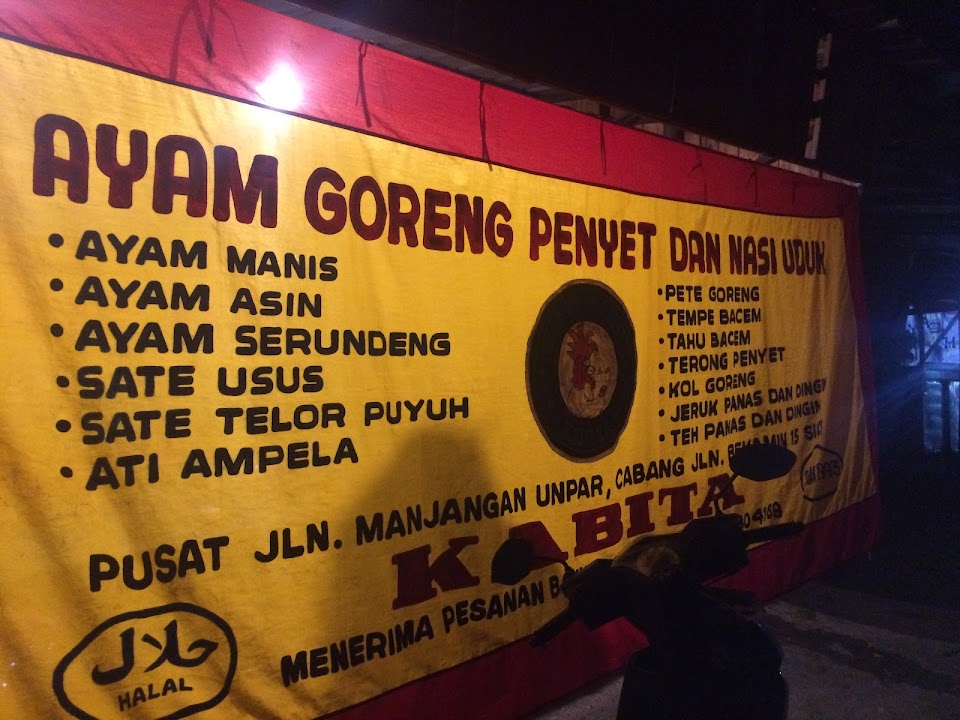 AYAM GORENG PENYET DAN NASI UDUK
• AYAM MANIS
• AYAM ASIN
• AYAM SERUNDENG
• SATE USUS
• SATE TELOR PUYUH
• ATI AMPELA
• PETE GORENG
• TEMPE BACEM
• TAHU BACEM
• TERONG PENYET
• KOL GORENG
• JERUK PANAS DAN DINGIN
• TEH PANAS DAN DINGIN
PUSAT JLN. MANJANGAN UNPAR, CABANG JLN. 15
KABITA
MENERIMA PESANAN
حلال
HALAL